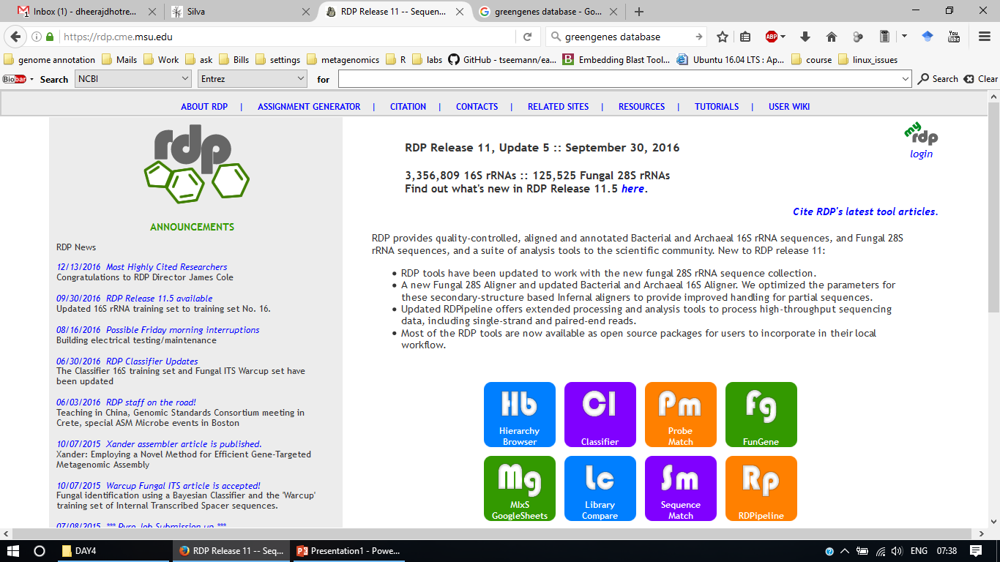 Inbox (1) - dheerajdhotre...
Silva
RDP Release 11 -- Sequen...
greengenes database - Go...
https://rdp.cme.msu.edu
greengenes database
ABP
You Tube
genome annotation
Mails
Work
ask
Bills
settings
metagenomics
R
labs
GitHub - tseemann/ea...
Embedding Blast Tool...
Ubuntu 16.04 LTS : Ap...
course
linux_issues
Biobar
Search
NCBI
Entrez
for
Search
Clear
ABOUT RDP | ASSIGNMENT GENERATOR | CITATION | CONTACTS | RELATED SITES | RESOURCES | TUTORIALS | USER WIKI
rdp
ANNOUNCEMENTS
RDP News
12/13/2016 Most Highly Cited Researchers
Congratulations to RDP Director James Cole
09/30/2016 RDP Release 11.5 available
Updated 16S rRNA training set to training set No. 16.
08/16/2016 Possible Friday morning interruptions
Building electrical testing/maintenance
06/30/2016 RDP Classifier Updates
The Classifier 16S training set and Fungal ITS Warcup set have
been updated
06/03/2016 RDP staff on the road!
Teaching in China, Genomic Standards Consortium meeting in
Crete, special ASM Microbe events in Boston
10/07/2015 Xander assembler article is published.
Xander: Employing a Novel Method for Efficient Gene-Targeted
Metagenomic Assembly
10/07/2015 Warcup Fungal ITS article is accepted!
Fungal identification using a Bayesian Classifier and the 'Warcup'
training set of Internal Transcribed Spacer sequences.
07/08/2015 *** Pyro Job Submission up ***
my rdp
login
RDP Release 11, Update 5 :: September 30, 2016
3,356,809 16S rRNAs :: 125,525 Fungal 28S rRNAs
Find out what's new in RDP Release 11.5 here.
Cite RDP's latest tool articles.
RDP provides quality-controlled, aligned and annotated Bacterial and Archaeal 16S rRNA sequences, and Fungal 28S
rRNA sequences, and a suite of analysis tools to the scientific community. New to RDP release 11:
• RDP tools have been updated to work with the new fungal 28S rRNA sequence collection.
• A new Fungal 28S Aligner and updated Bacterial and Archaeal 16S Aligner. We optimized the parameters for
these secondary-structure based Infernal aligners to provide improved handling for partial sequences.
• Updated RDPipeline offers extended processing and analysis tools to process high-throughput sequencing
data, including single-strand and paired-end reads.
• Most of the RDP tools are now available as open source packages for users to incorporate in their local
workflow.
Hb
Hierarchy
Browser
Cl
Classifier
Pm
Probe
Match
Fg
FunGene
Mg
MIxS
GoogleSheets
Lc
Library
Compare
Sm
Sequence
Match
Rp
RDPipeline
DAY4
RDP Release 11 -- Seq...
Presentation1 - Powe...
ENG
07:38